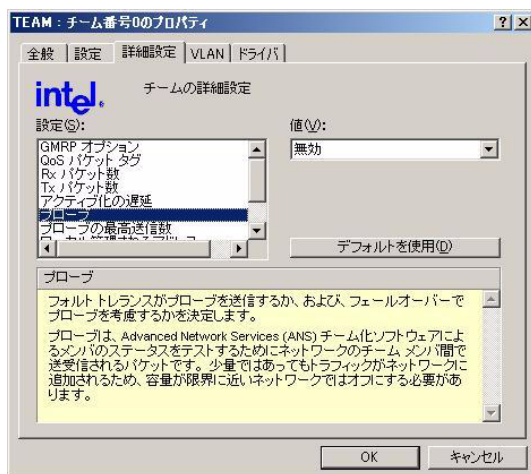 TEAM : チーム番号0のプロパティ
全般 設定 詳細設定 VLAN ドライバ
intel.
チームの詳細設定
設定(S):
値(V):
GMRP オプション
無効
QoS パケット タグ
Rx パケット数
Tx パケット数
アクティブ化の遅延
プローブ
プローブの最高送信数
デフォルトを使用(D)
プローブ
フォルトトレランスがプローブを送信するか、および、フェールオーバーで
プローブを考慮するかを決定します。
プローブは、Advanced Network Services (ANS) チーム化ソフトウェアによ
るメンバのステータスをテストするためにネットワークのチーム メンバ間で
送受信されるパケットです。少量ではあってもトラフィックがネットワークに
追加されるため、容量が限界に近いネットワークではオフにする必要があ
ります。
OK キャンセル